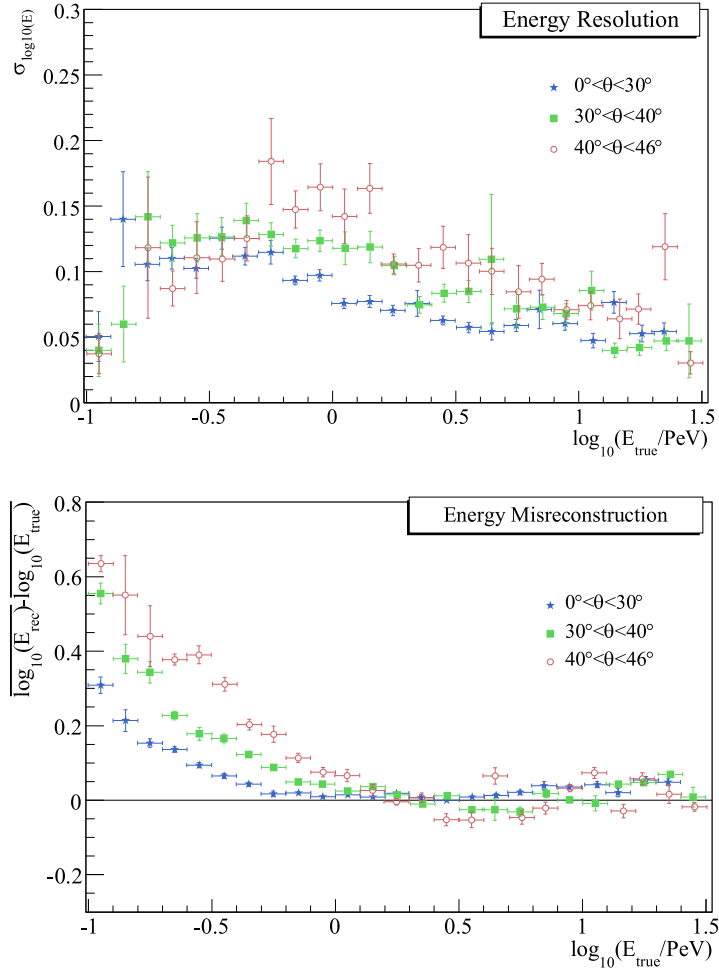 Energy Resolution
σlog10(E)
0.3
0.25
0.2
0.15
0.1
0.05
0
0°<θ<30°
30°<θ<40°
40°<θ<46°
-1 -0.5 0 0.5 1 1.5
log10(Etrue/PeV)
Energy Misreconstruction
log10(Erec)-log10(Etrue)
0.8
0.6
0.4
0.2
0
-0.2
0°<θ<30°
30°<θ<40°
40°<θ<46°
-1 -0.5 0 0.5 1 1.5
log10(Etrue/PeV)